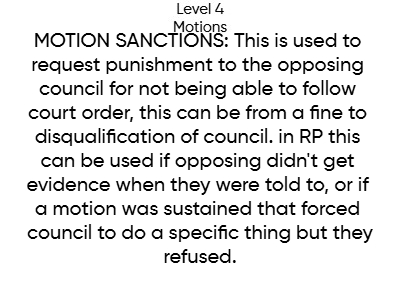 Level 4
Motions
MOTION SANCTIONS: This is used to
request punishment to the opposing
council for not being able to follow
court order, this can be from a fine to
disqualification of council. in RP this
can be used if opposing didn't get
evidence when they were told to, or if
a motion was sustained that forced
council to do a specific thing but they
refused.